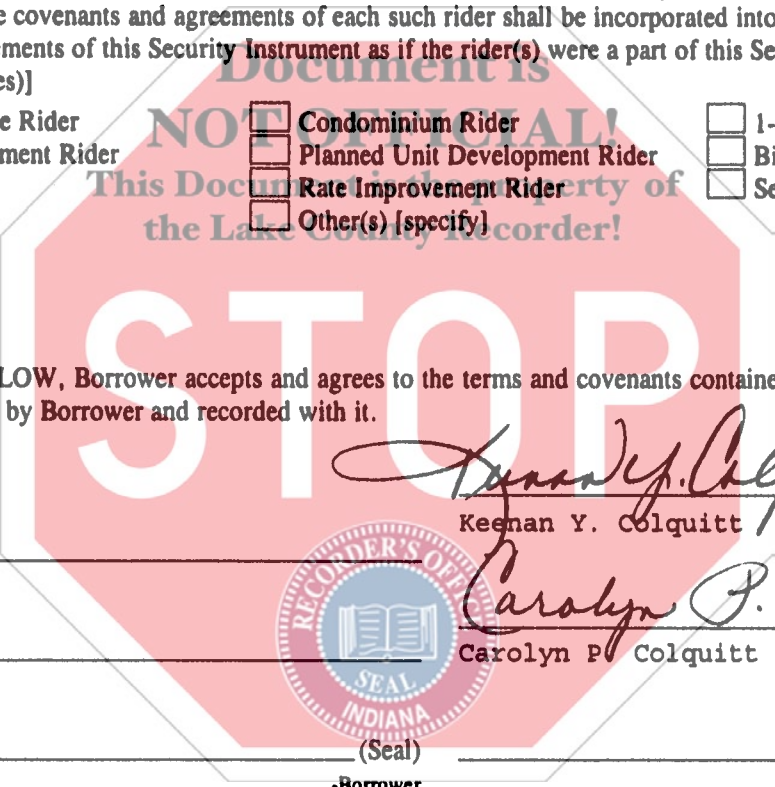 e covenants and agreements of each such rider shall be incorporated into
ments of this Security Instrument as if the rider(s) were a part of this Se
es)]
Document is
NOT OFFICIAL!
This Document is the property of
the Lake County Recorder!
e Rider
ment Rider
Condominium Rider
Planned Unit Development Rider
Rate Improvement Rider
Other(s) [specify]
1-
Bi
Se
STOP
LOW, Borrower accepts and agrees to the terms and covenants containe
by Borrower and recorded with it.
Keenan Y. Col
Keenan Y. Colquitt
Carolyn P.
Carolyn P. Colquitt
RECORDER'S OFFICE
SEAL
INDIANA
(Seal)
-Borrower